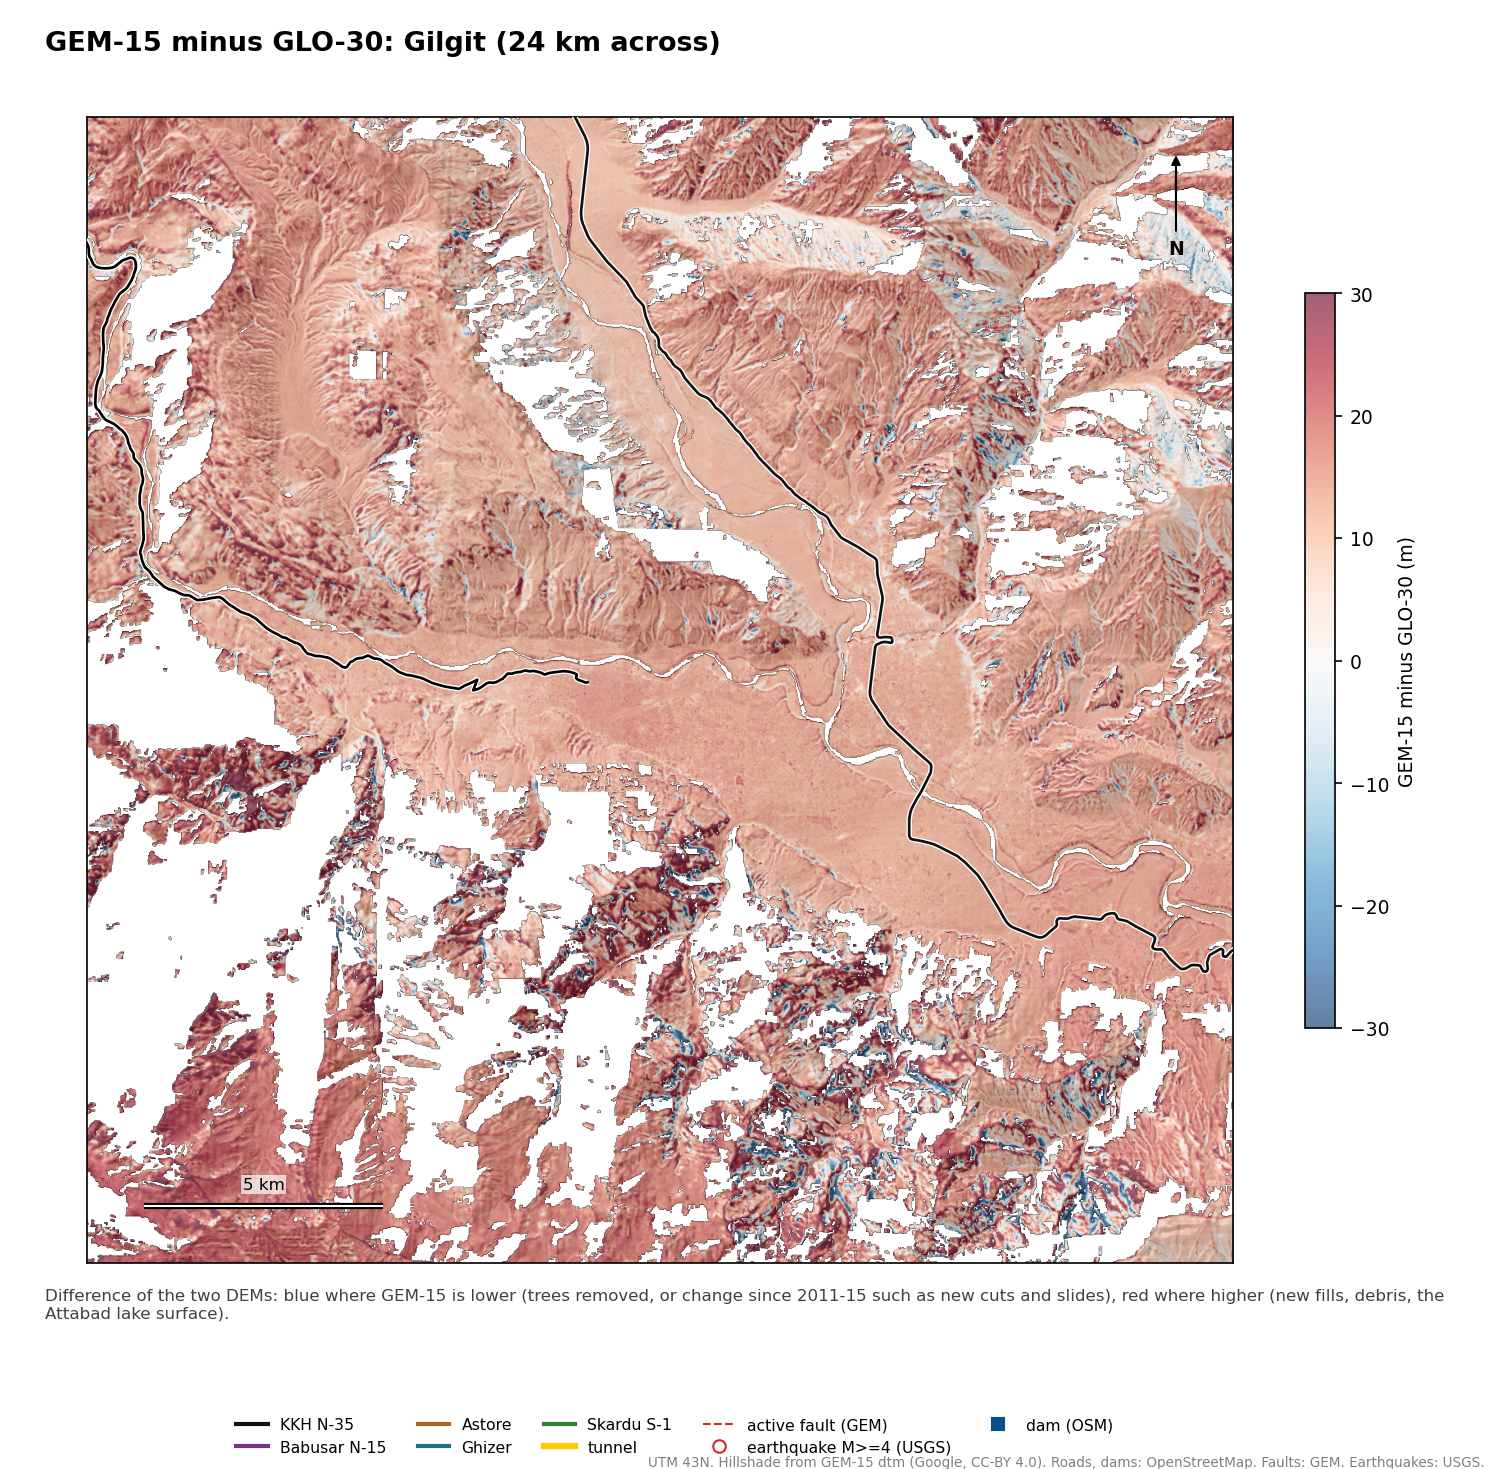 GEM-15 minus GLO-30: Gilgit (24 km across)
N
30
20
10
0
−10
−20
−30
GEM-15 minus GLO-30 (m)
5 km
Difference of the two DEMs: blue where GEM-15 is lower (trees removed, or change since 2011-15 such as new cuts and slides), red where higher (new fills, debris, the
Attabad lake surface).
KKH N-35
Astore
Skardu S-1
active fault (GEM)
dam (OSM)
Babusar N-15
Ghizer
tunnel
earthquake M>=4 (USGS)
UTM 43N. Hillshade from GEM-15 dtm (Google, CC-BY 4.0). Roads, dams: OpenStreetMap. Faults: GEM. Earthquakes: USGS.